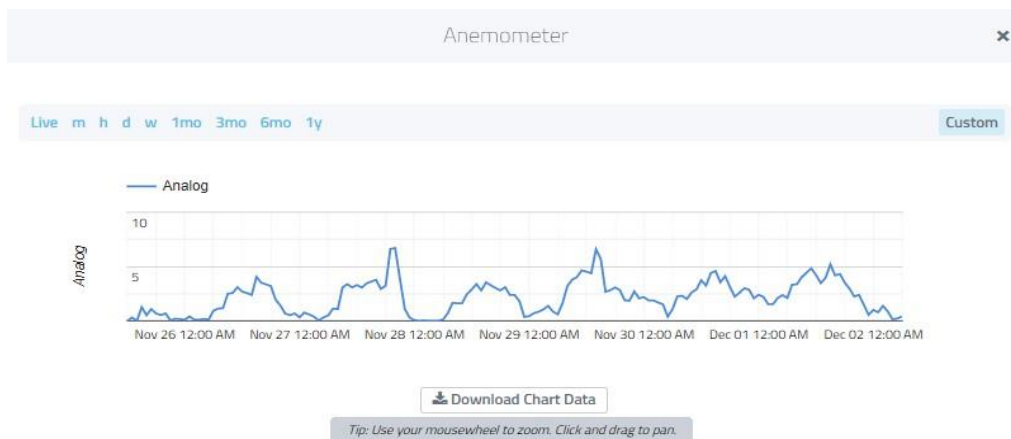 Anemometer ×
Live m h d w 1mo 3mo 6mo 1y Custom
Analog
10
Analog
5
Nov 26 12:00 AM Nov 27 12:00 AM Nov 28 12:00 AM Nov 29 12:00 AM Nov 30 12:00 AM Dec 01 12:00 AM Dec 02 12:00 AM
Download Chart Data
Tip: Use your mousewheel to zoom. Click and drag to pan.